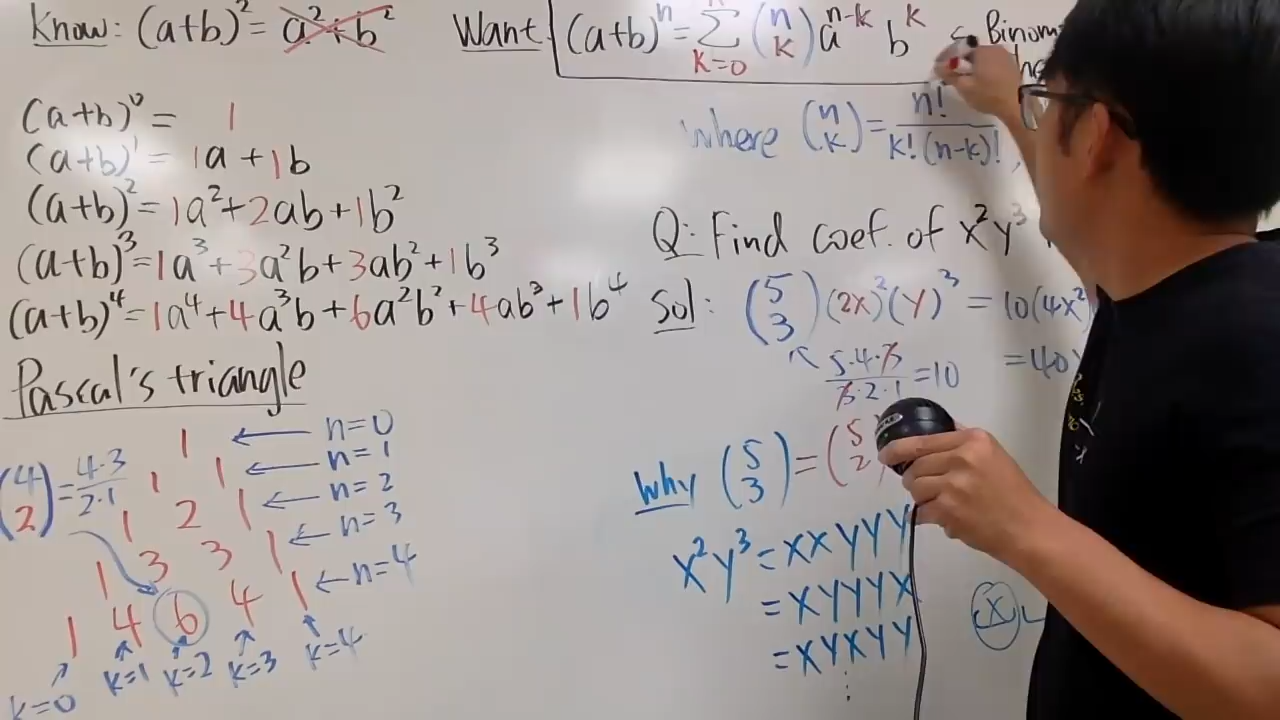 Know: (a+b)² = a²+b²
Want (a+b)ⁿ = Σ k=0 (n k) aⁿ⁻ᵏ bᵏ ←
where (n k) = n! / k!·(n-k)!,
(a+b)⁰ = 1
(a+b)¹ = 1a + 1b
(a+b)² = 1a²+2ab+1b²
(a+b)³ = 1a³+3a²b+3ab²+1b³
(a+b)⁴ = 1a⁴+4a³b+6a²b²+4ab³+1b⁴
Pascal's triangle
1 ← n=0
1 1 ← n=1
(4 2) = 4·3 / 2·1
1 2 1 ← n=2
1 3 3 1 ← n=3
1 4 6 4 1 ← n=4
k=0 k=1 k=2 k=3 k=4
Q: Find coef. of x²y³
Sol: (5 3)(2x)²(y)³ = 10(4x²)
5·4·3 / 3·2·1 = 10
= 40
Why (5 3) = (5 2)
x²y³ = xxyyy
= xyyyx
= xyxyy
⋮
x